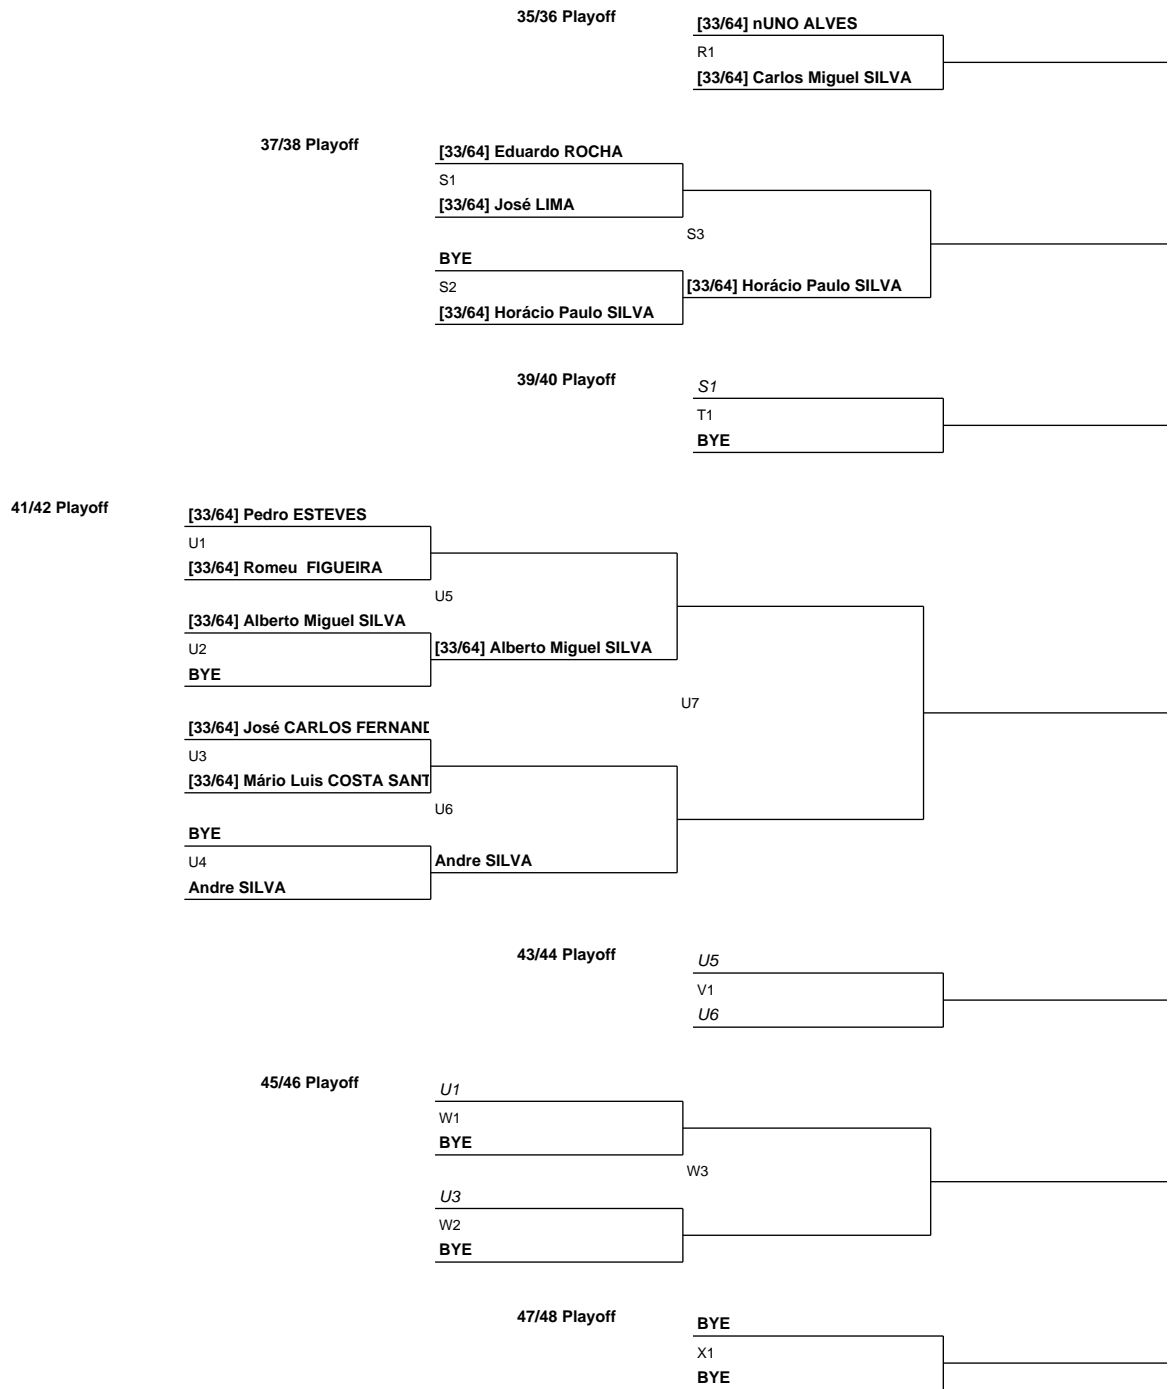 35/36 Playoff
[33/64] nUNO ALVES
R1
[33/64] Carlos Miguel SILVA
37/38 Playoff
[33/64] Eduardo ROCHA
S1
[33/64] José LIMA
S3
BYE
S2
[33/64] Horácio Paulo SILVA
[33/64] Horácio Paulo SILVA
39/40 Playoff
S1
T1
BYE
41/42 Playoff
[33/64] Pedro ESTEVES
U1
[33/64] Romeu FIGUEIRA
U5
[33/64] Alberto Miguel SILVA
U2
[33/64] Alberto Miguel SILVA
BYE
U7
[33/64] José CARLOS FERNAND
U3
[33/64] Mário Luis COSTA SANT
U6
BYE
U4
Andre SILVA
Andre SILVA
43/44 Playoff
U5
V1
U6
45/46 Playoff
U1
W1
BYE
W3
U3
W2
BYE
47/48 Playoff
BYE
X1
BYE